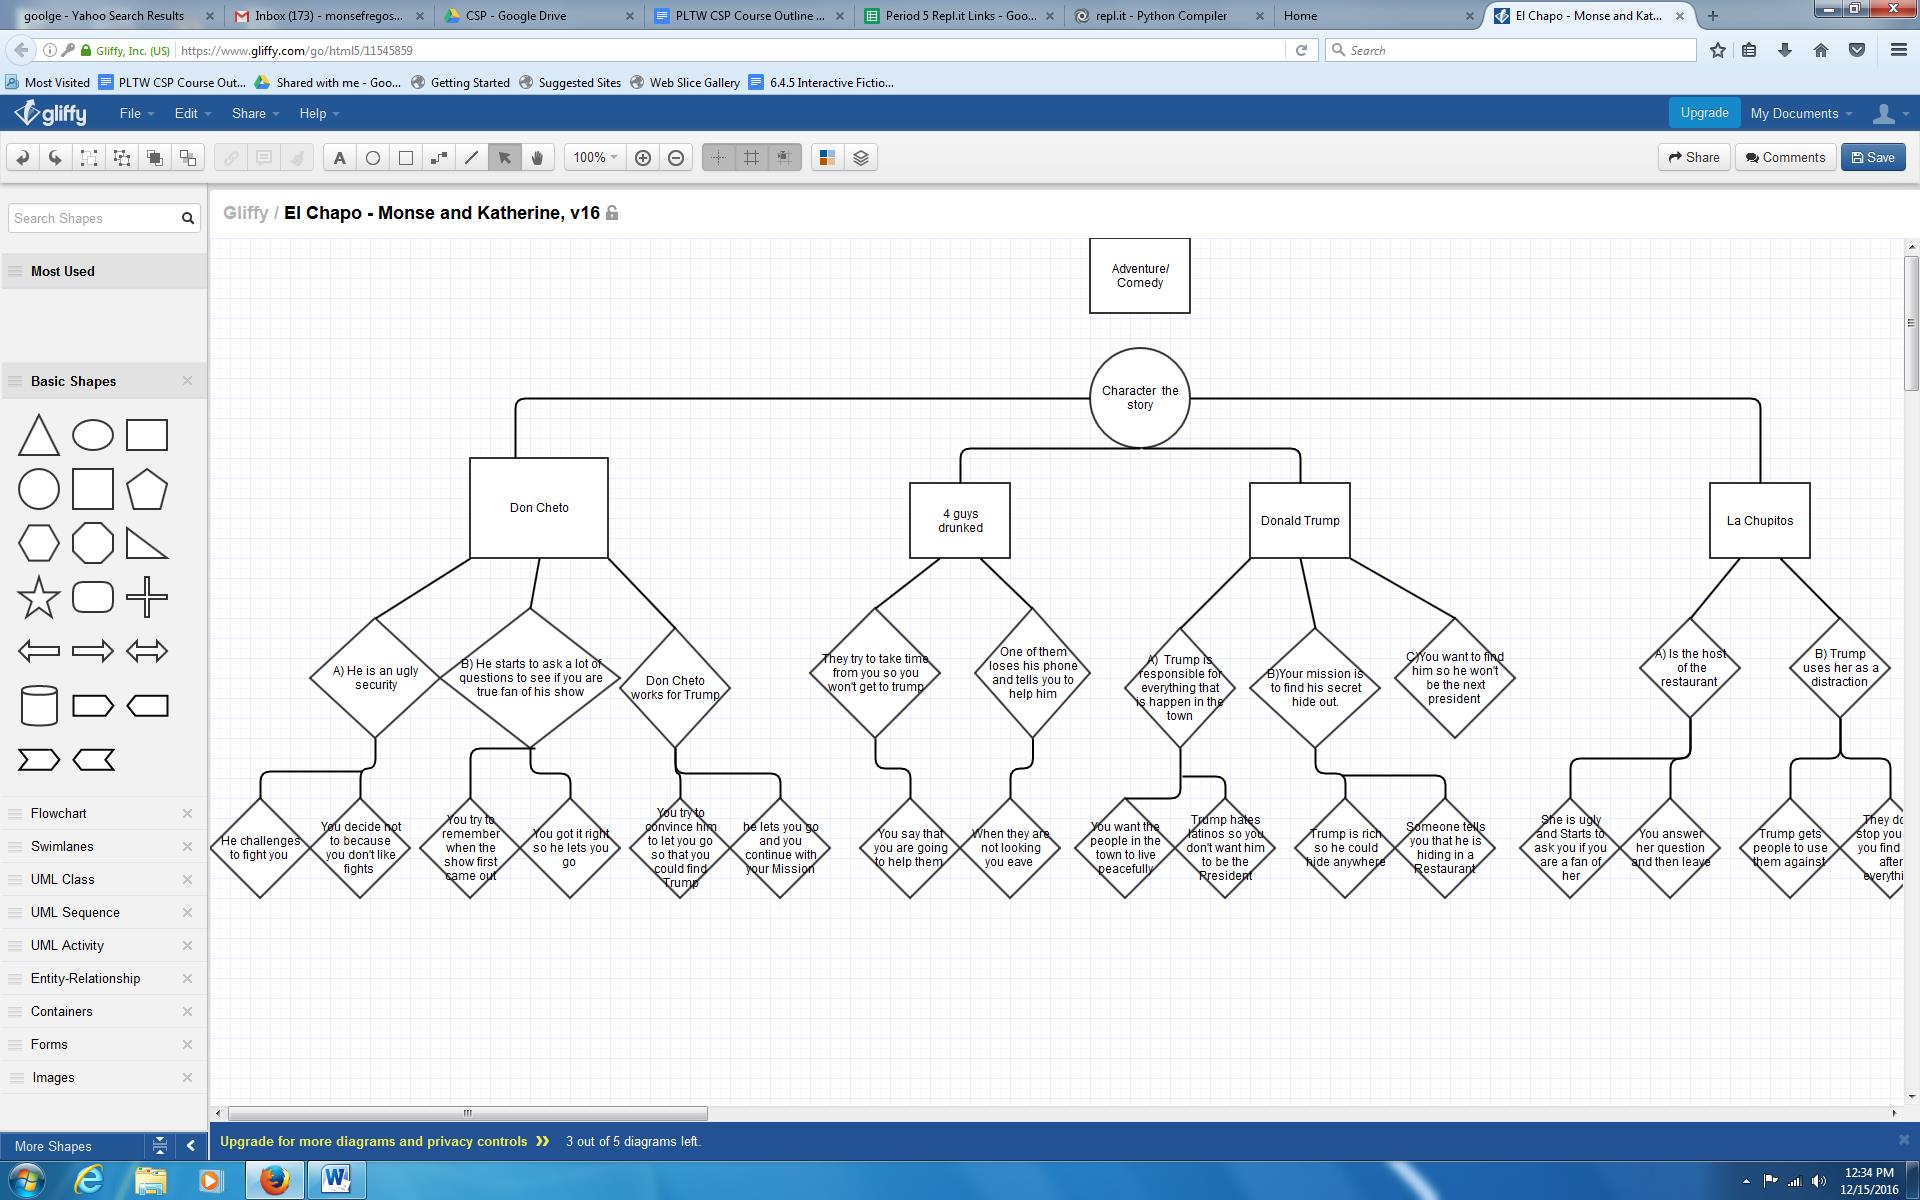 goolge - Yahoo Search Results
Inbox (173) - monsefregos...
CSP - Google Drive
PLTW CSP Course Outline ...
Period 5 Repl.it Links - Goo...
repl.it - Python Compiler
Home
El Chapo - Monse and Kat...
Gliffy, Inc. (US)
https://www.gliffy.com/go/html5/11545859
Search
Most Visited
PLTW CSP Course Out...
Shared with me - Goo...
Getting Started
Suggested Sites
Web Slice Gallery
6.4.5 Interactive Fictio...
gliffy
File
Edit
Share
Help
Upgrade
My Documents
A
100%
Share
Comments
Save
Search Shapes
Gliffy / El Chapo - Monse and Katherine, v16
Most Used
Basic Shapes
Flowchart
Swimlanes
UML Class
UML Sequence
UML Activity
Entity-Relationship
Containers
Forms
Images
More Shapes
Adventure/
Comedy
Character the
story
Don Cheto
4 guys
drunked
Donald Trump
La Chupitos
A) He is an ugly
security
B) He starts to ask a lot of
questions to see if you are
true fan of his show
Don Cheto
works for Trump
They try to take time
from you so you
won't get to trump
One of them
loses his phone
and tells you to
help him
A) Trump is
responsible for
everything that
is happen in the
town
B)Your mission is
to find his secret
hide out.
C)You want to find
him so he won't
be the next
president
A) Is the host
of the
restaurant
B) Trump
uses her as a
distraction
He challenges
to fight you
You decide not
to because
you don't like
fights
You try to
remember
when the
show first
came out
You got it right
so he lets you
go
You try to
convince him
to let you go
so that you
could find
Trump
he lets you go
and you
continue with
your Mission
You say that
you are going
to help them
When they are
not looking
you eave
You want the
people in the
town to live
peacefully
Trump hates
latinos so you
don't want him
to be the
President
Trump is rich
so he could
hide anywhere
Someone tells
you that he is
hiding in a
Restaurant
She is ugly
and Starts to
ask you if you
are a fan of
her
You answer
her question
and then leave
Trump gets
people to use
them against
They do
stop you
you find
after
everythi
Upgrade for more diagrams and privacy controls
3 out of 5 diagrams left.
12:34 PM
12/15/2016